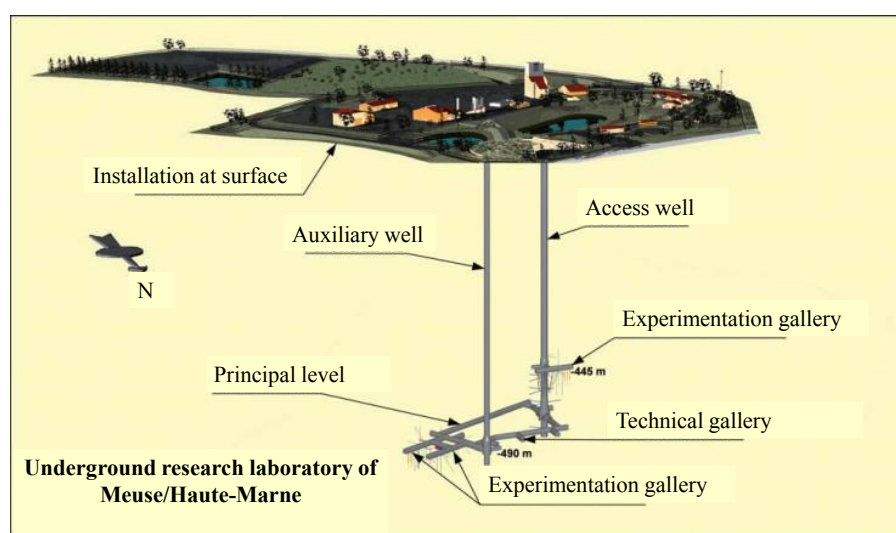 Installation at surface
Access well
Auxiliary well
N
Experimentation gallery
-445 m
Principal level
Technical gallery
-490 m
Underground research laboratory of
Meuse/Haute-Marne
Experimentation gallery